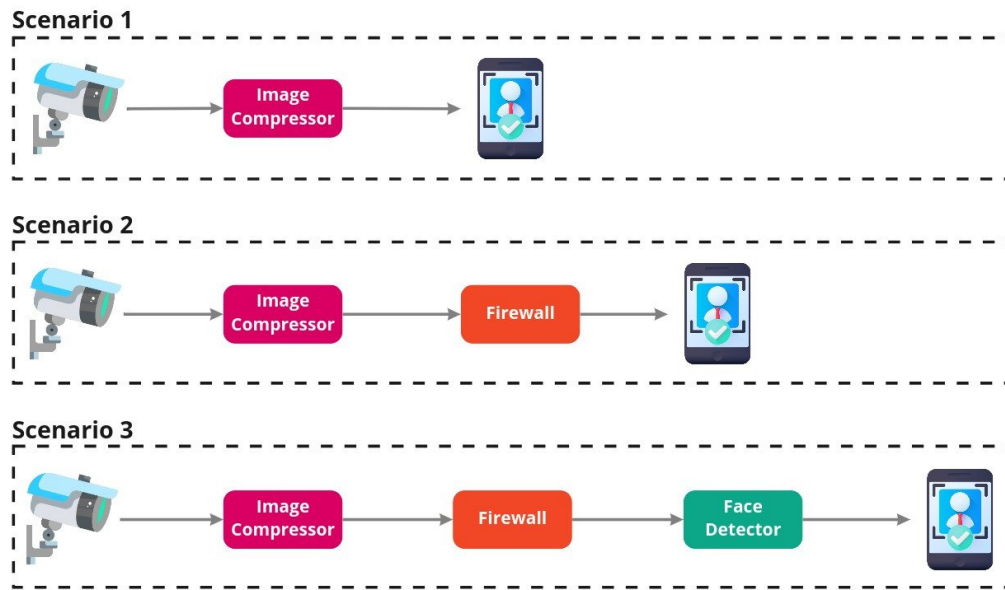 Scenario 1
Image
Compressor
Scenario 2
Image
Compressor
Firewall
Scenario 3
Image
Compressor
Firewall
Face
Detector